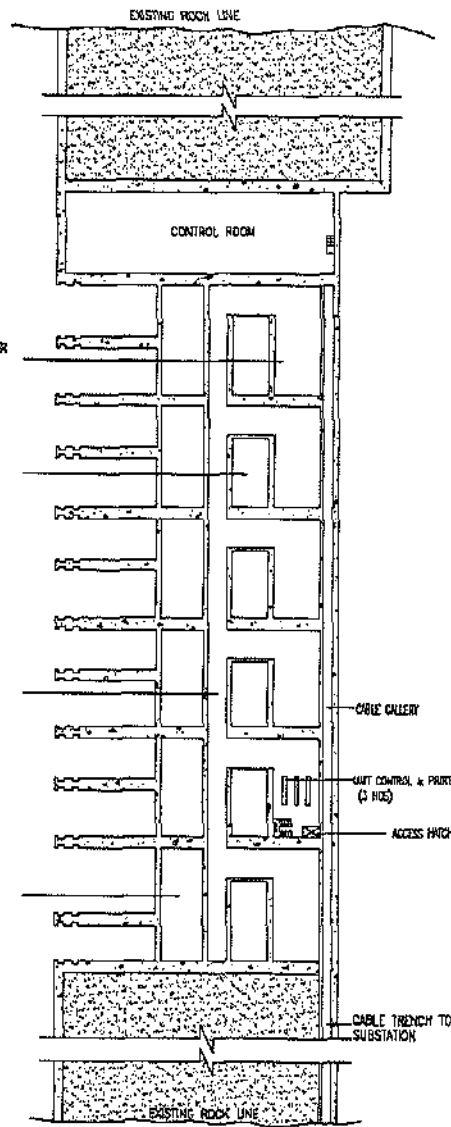 EXISTING ROCK LINE
CONTROL ROOM
CABLE GALLERY
UNIT CONTROL &
(3 NOS)
ACCESS HATCH
CABLE TRENCH TO
SUBSTATION
EXISTING ROCK LINE